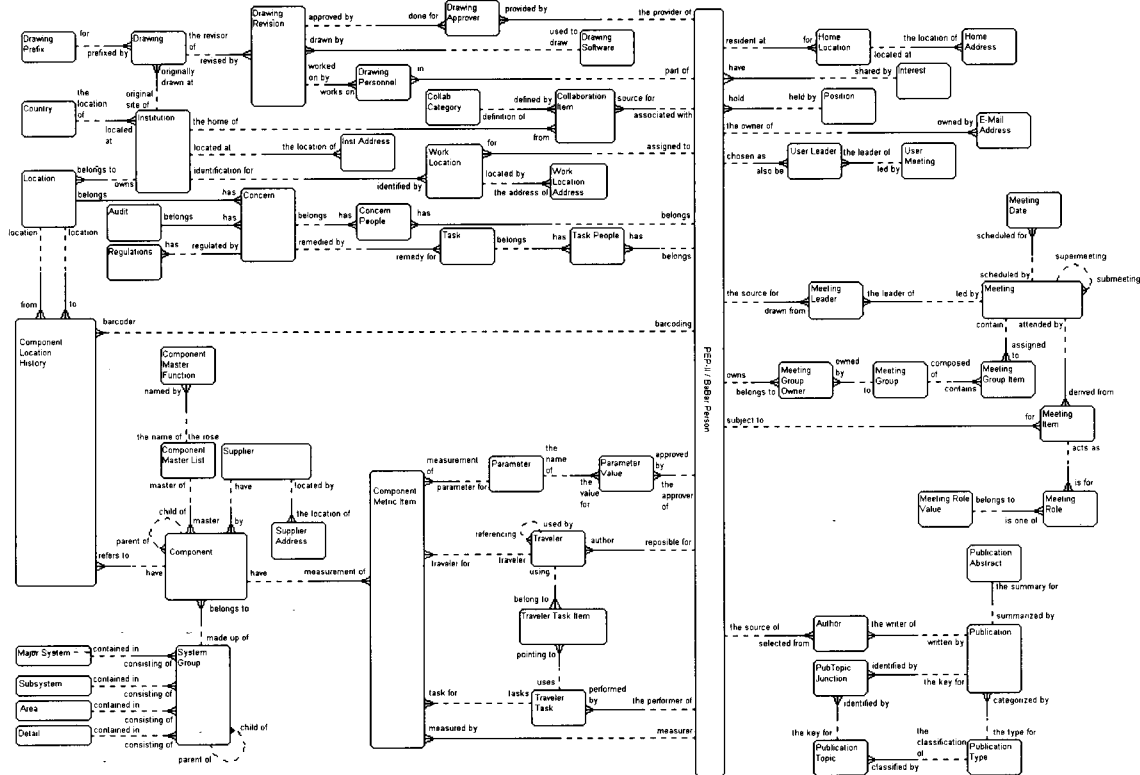 Drawing
Prefix
for
prefixed by
Drawing
the revisor
of
revised by
Drawing
Revision
approved by
done for
Drawing
Approver
provided by
the provider of
drawn by
used to
draw
Drawing
Software
worked
on by
works on
Drawing
Personnel
in
part of
originally
drawn at
original
site of
Country
the
location
of
located
at
Institution
the home of
from
Collab
Category
defined by
definition of
Collaboration
Item
source for
associated with
located at
the location of
Inst Address
identification for
identified by
Work
Location
for
assigned to
located by
the address of
Work
Location
Address
Location
belongs to
owns
belongs
has
location
location
Audit
belongs
has
Regulations
has
regulated by
Concern
belongs
has
Concern
People
has
belongs
remedied by
remedy for
Task
belongs
has
Task People
has
belongs
from
to
Component
Location
History
barcoder
barcoding
refers to
have
Component
Master
Function
named by
the name of
the rose
Component
Master List
master of
master
Supplier
have
by
located by
the location of
Supplier
Address
child of
parent of
Component
have
measurement of
belongs to
made up of
System
Group
Major System
contained in
consisting of
Subsystem
contained in
consisting of
Area
contained in
consisting of
Detail
contained in
consisting of
child of
parent of
Component
Metric Item
measurement
of
parameter for
Parameter
the
name
of
the
value
for
Parameter
Value
approved
by
the
approver
of
referencing
used by
Traveler
traveler for
traveler
using
author
reposible for
belong to
Traveler Task Item
pointing to
uses
task for
tasks
Traveler
Task
performed
by
the performer of
measured by
measurer
PEP-II / BaBar Person
resident at
for
Home
Location
the location of
located at
Home
Address
have
shared by
Interest
hold
held by
Position
the owner of
owned by
E-Mail
Address
chosen as
also be
User Leader
the leader of
led by
User
Meeting
Meeting
Date
scheduled for
scheduled by
supermeeting
submeeting
the source for
drawn from
Meeting
Leader
the leader of
led by
Meeting
contain
attended by
assigned
to
owns
belongs to
Meeting
Group
Owner
owned
by
to
Meeting
Group
composed
of
contains
Meeting
Group Item
derived from
subject to
for
Meeting
Item
acts as
is for
Meeting Role
Value
belongs to
is one of
Meeting
Role
Publication
Abstract
the summary for
summarized by
the source of
selected from
Author
the writer of
written by
Publication
PubTopic
Junction
identified by
the key for
identified by
categorized by
the key for
Publication
Topic
the
classification
of
classified by
the type for
Publication
Type